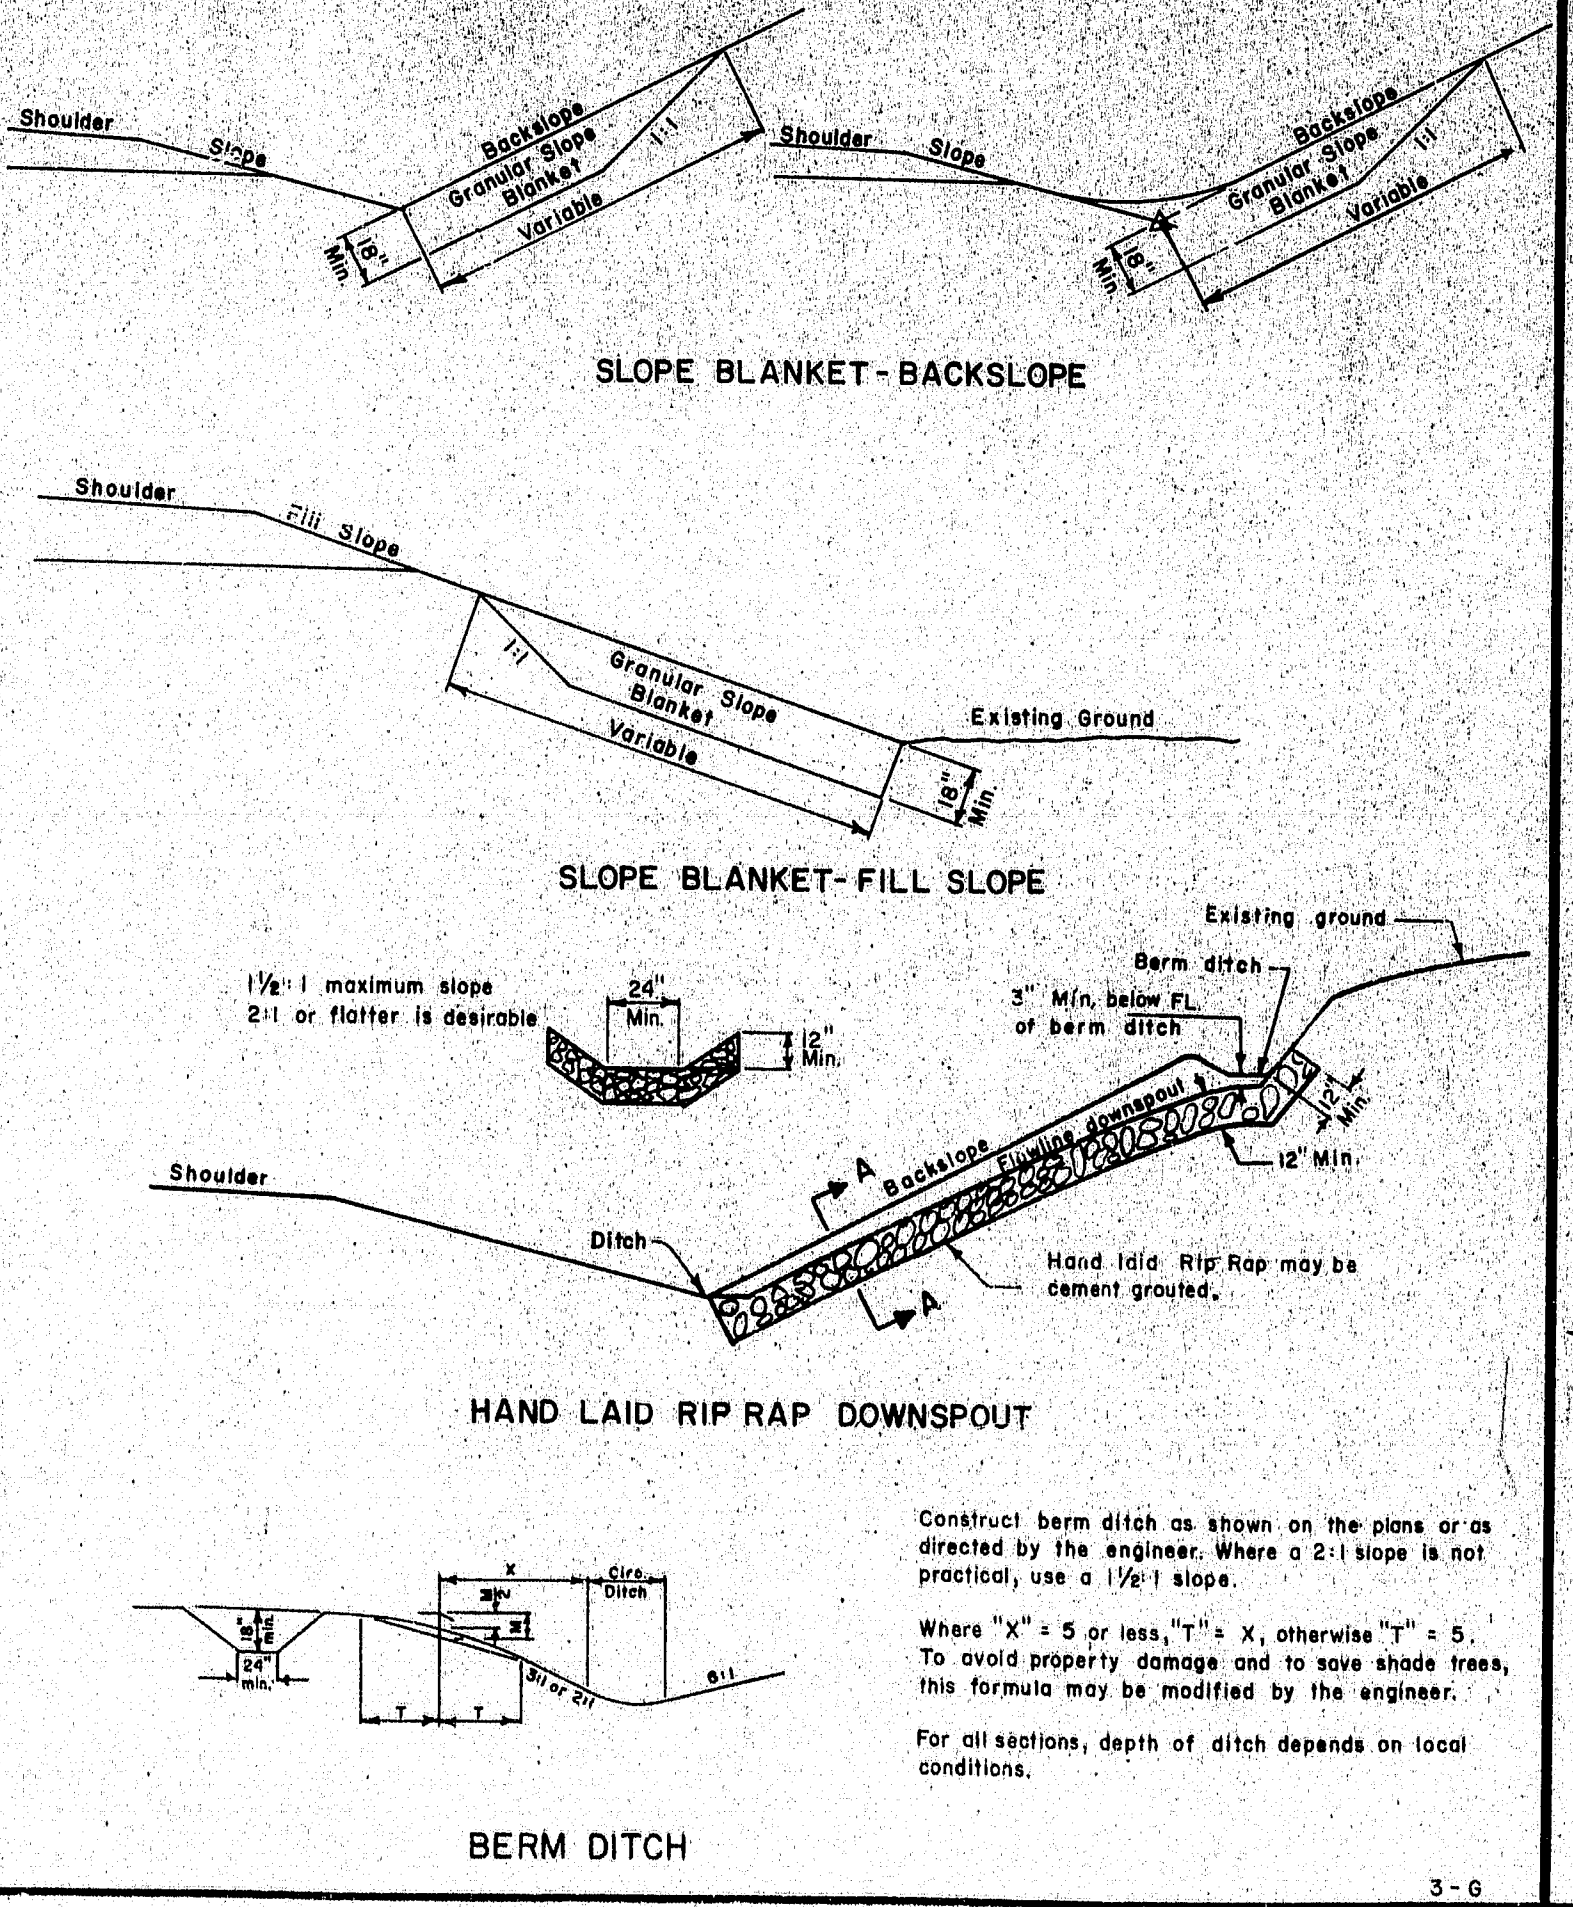 Shoulder
Slope
Backslope
Granular Slope
Blanket
1:1
Variable
18"
Min.
Shoulder
Slope
Backslope
Granular Slope
Blanket
1:1
Variable
18"
Min.
SLOPE BLANKET-BACKSLOPE
Shoulder
Fill Slope
1:1
Granular Slope
Blanket
Variable
Existing Ground
18"
Min.
SLOPE BLANKET-FILL SLOPE
1½:1 maximum slope
2:1 or flatter is desirable
24"
Min.
12"
Min.
Existing ground
Berm ditch
3" Min. below FL
of berm ditch
12"
Min.
12" Min.
Backslope
Flowline downspout
A
A
Shoulder
Ditch
Hand laid Rip Rap may be
cement grouted.
HAND LAID RIP RAP DOWNSPOUT
18"
min.
24"
min.
X
Circ.
Ditch
M
2
M
T
T
3:1 or 2:1
6:1
Construct berm ditch as shown on the plans or as
directed by the engineer. Where a 2:1 slope is not
practical, use a 1½:1 slope.
Where "X" = 5 or less, "T" = X, otherwise "T" = 5.
To avoid property damage and to save shade trees,
this formula may be modified by the engineer.
For all sections, depth of ditch depends on local
conditions.
BERM DITCH
3-G